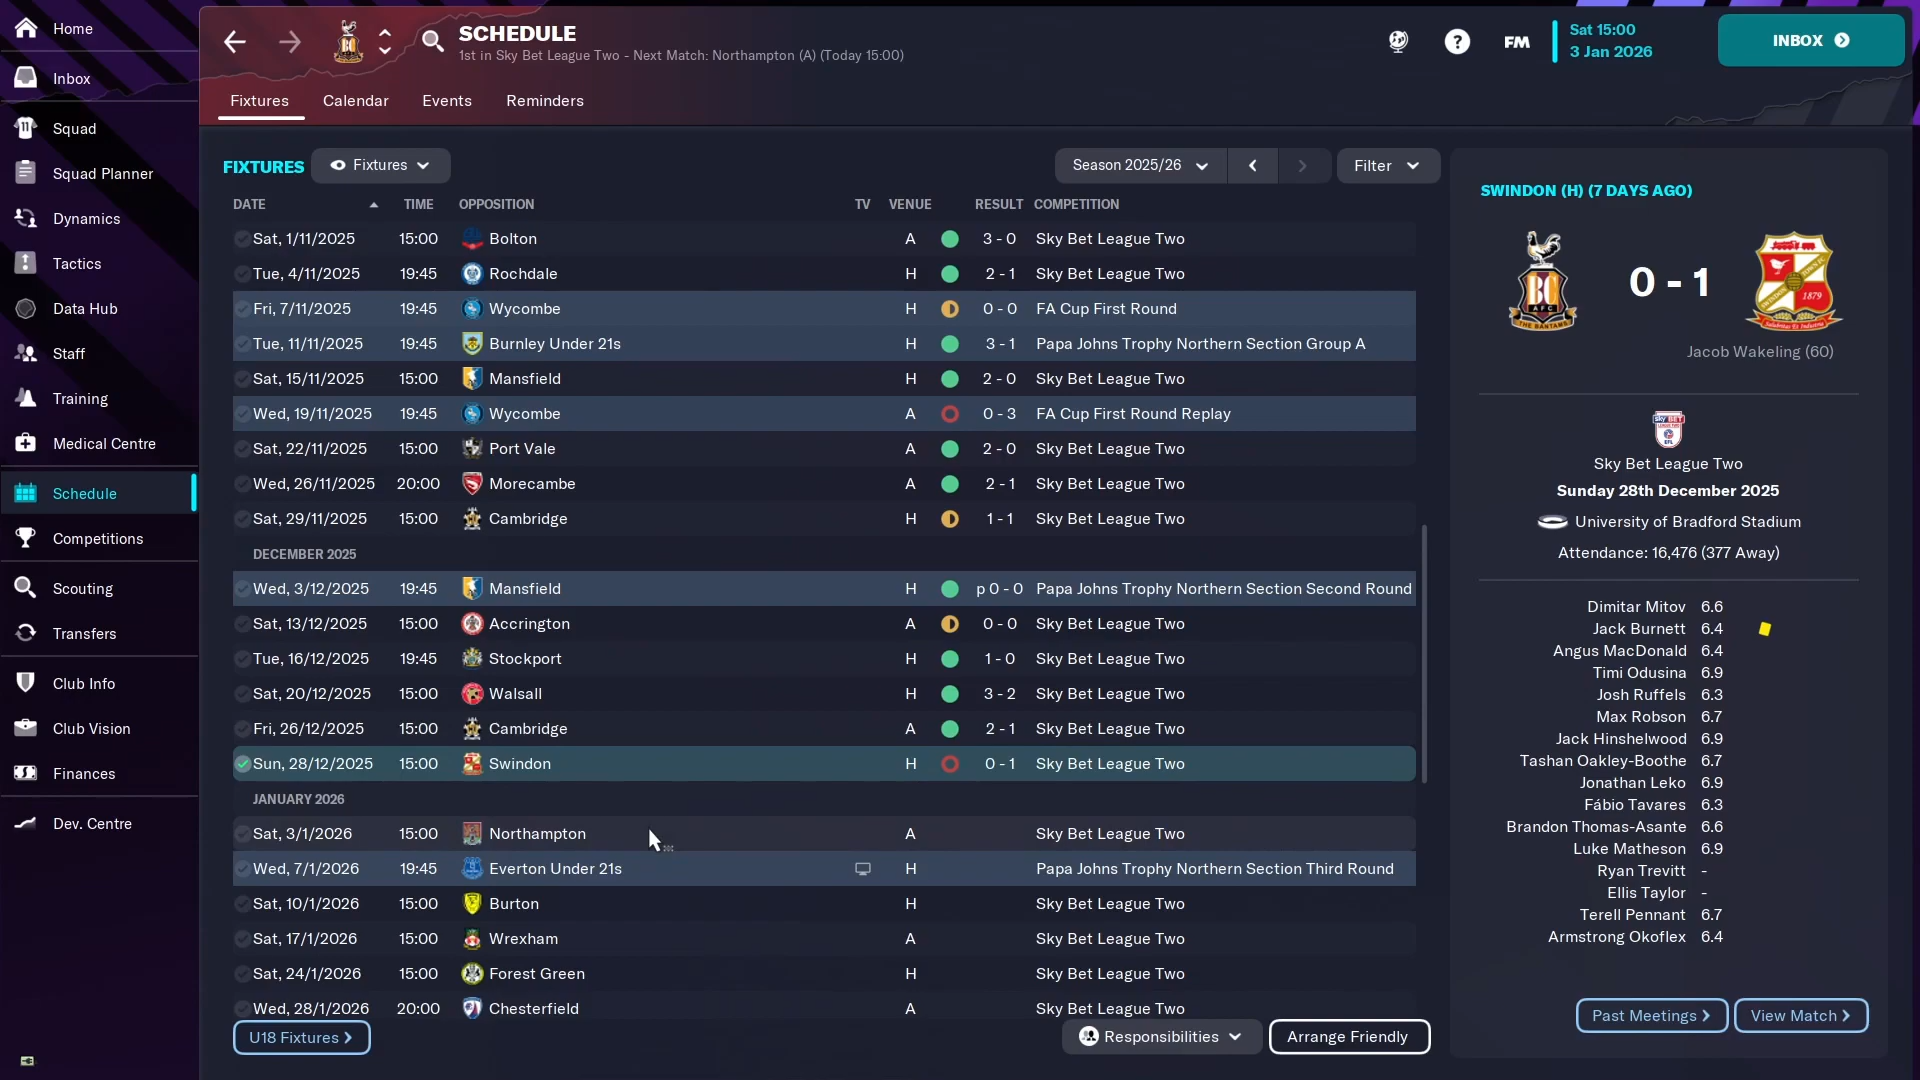 Home
Inbox
Squad
Squad Planner
Dynamics
Tactics
Data Hub
Staff
Training
Medical Centre
Schedule
Competitions
Scouting
Transfers
Club Info
Club Vision
Finances
Dev. Centre
SCHEDULE
1st in Sky Bet League Two - Next Match: Northampton (A) (Today 15:00)
FM
Sat 15:00
3 Jan 2026
INBOX
Fixtures Calendar Events Reminders
FIXTURES Fixtures Season 2025/26 Filter
DATE TIME OPPOSITION TV VENUE RESULT COMPETITION
Sat, 1/11/2025 15:00 Bolton A 3 - 0 Sky Bet League Two
Tue, 4/11/2025 19:45 Rochdale H 2 - 1 Sky Bet League Two
Fri, 7/11/2025 19:45 Wycombe H 0 - 0 FA Cup First Round
Tue, 11/11/2025 19:45 Burnley Under 21s H 3 - 1 Papa Johns Trophy Northern Section Group A
Sat, 15/11/2025 15:00 Mansfield H 2 - 0 Sky Bet League Two
Wed, 19/11/2025 19:45 Wycombe A 0 - 3 FA Cup First Round Replay
Sat, 22/11/2025 15:00 Port Vale A 2 - 0 Sky Bet League Two
Wed, 26/11/2025 20:00 Morecambe A 2 - 1 Sky Bet League Two
Sat, 29/11/2025 15:00 Cambridge H 1 - 1 Sky Bet League Two
DECEMBER 2025
Wed, 3/12/2025 19:45 Mansfield H p 0 - 0 Papa Johns Trophy Northern Section Second Round
Sat, 13/12/2025 15:00 Accrington A 0 - 0 Sky Bet League Two
Tue, 16/12/2025 19:45 Stockport H 1 - 0 Sky Bet League Two
Sat, 20/12/2025 15:00 Walsall H 3 - 2 Sky Bet League Two
Fri, 26/12/2025 15:00 Cambridge A 2 - 1 Sky Bet League Two
Sun, 28/12/2025 15:00 Swindon H 0 - 1 Sky Bet League Two
JANUARY 2026
Sat, 3/1/2026 15:00 Northampton A Sky Bet League Two
Wed, 7/1/2026 19:45 Everton Under 21s H Papa Johns Trophy Northern Section Third Round
Sat, 10/1/2026 15:00 Burton H Sky Bet League Two
Sat, 17/1/2026 15:00 Wrexham A Sky Bet League Two
Sat, 24/1/2026 15:00 Forest Green H Sky Bet League Two
Wed, 28/1/2026 20:00 Chesterfield A Sky Bet League Two
U18 Fixtures Responsibilities Arrange Friendly
SWINDON (H) (7 DAYS AGO)
BC
AFC
THE BANTAMS
0 - 1
1879
Jacob Wakeling (60)
SKY BET
EFL
Sky Bet League Two
Sunday 28th December 2025
University of Bradford Stadium
Attendance: 16,476 (377 Away)
Dimitar Mitov 6.6
Jack Burnett 6.4
Angus MacDonald 6.4
Timi Odusina 6.9
Josh Ruffels 6.3
Max Robson 6.7
Jack Hinshelwood 6.9
Tashan Oakley-Boothe 6.7
Jonathan Leko 6.9
Fábio Tavares 6.3
Brandon Thomas-Asante 6.6
Luke Matheson 6.9
Ryan Trevitt -
Ellis Taylor -
Terell Pennant 6.7
Armstrong Okoflex 6.4
Past Meetings View Match